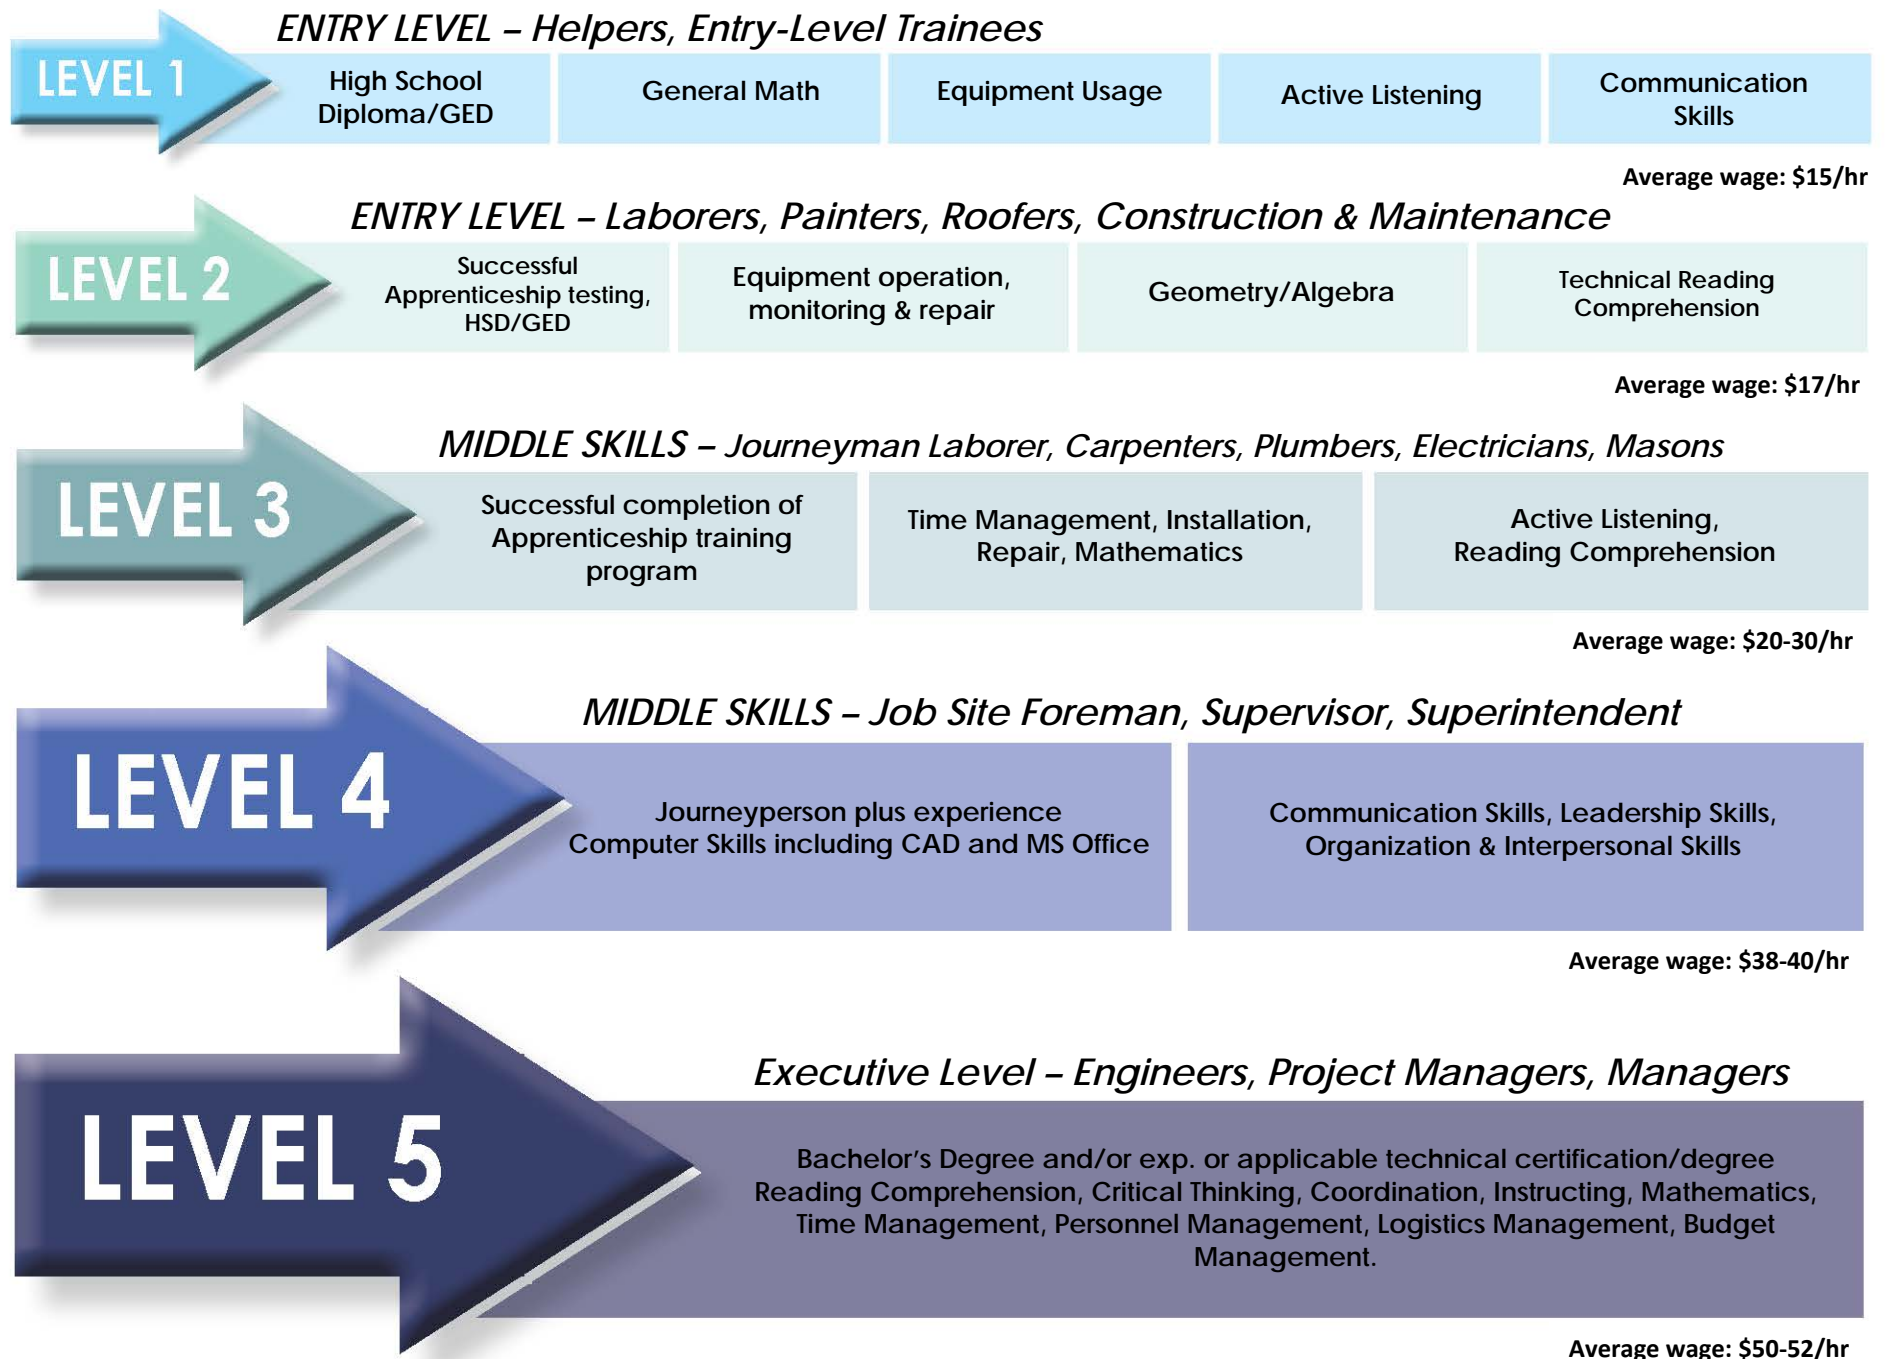 ENTRY LEVEL – Helpers, Entry-Level Trainees
LEVEL 1
High School
Diploma/GED
General Math
Equipment Usage
Active Listening
Communication
Skills
Average wage: $15/hr
ENTRY LEVEL – Laborers, Painters, Roofers, Construction & Maintenance
LEVEL 2
Successful
Apprenticeship testing,
HSD/GED
Equipment operation,
monitoring & repair
Geometry/Algebra
Technical Reading
Comprehension
Average wage: $17/hr
MIDDLE SKILLS – Journeyman Laborer, Carpenters, Plumbers, Electricians, Masons
LEVEL 3
Successful completion of
Apprenticeship training
program
Time Management, Installation,
Repair, Mathematics
Active Listening,
Reading Comprehension
Average wage: $20-30/hr
MIDDLE SKILLS – Job Site Foreman, Supervisor, Superintendent
LEVEL 4
Journeyperson plus experience
Computer Skills including CAD and MS Office
Communication Skills, Leadership Skills,
Organization & Interpersonal Skills
Average wage: $38-40/hr
Executive Level – Engineers, Project Managers, Managers
LEVEL 5
Bachelor's Degree and/or exp. or applicable technical certification/degree
Reading Comprehension, Critical Thinking, Coordination, Instructing, Mathematics,
Time Management, Personnel Management, Logistics Management, Budget
Management.
Average wage: $50-52/hr